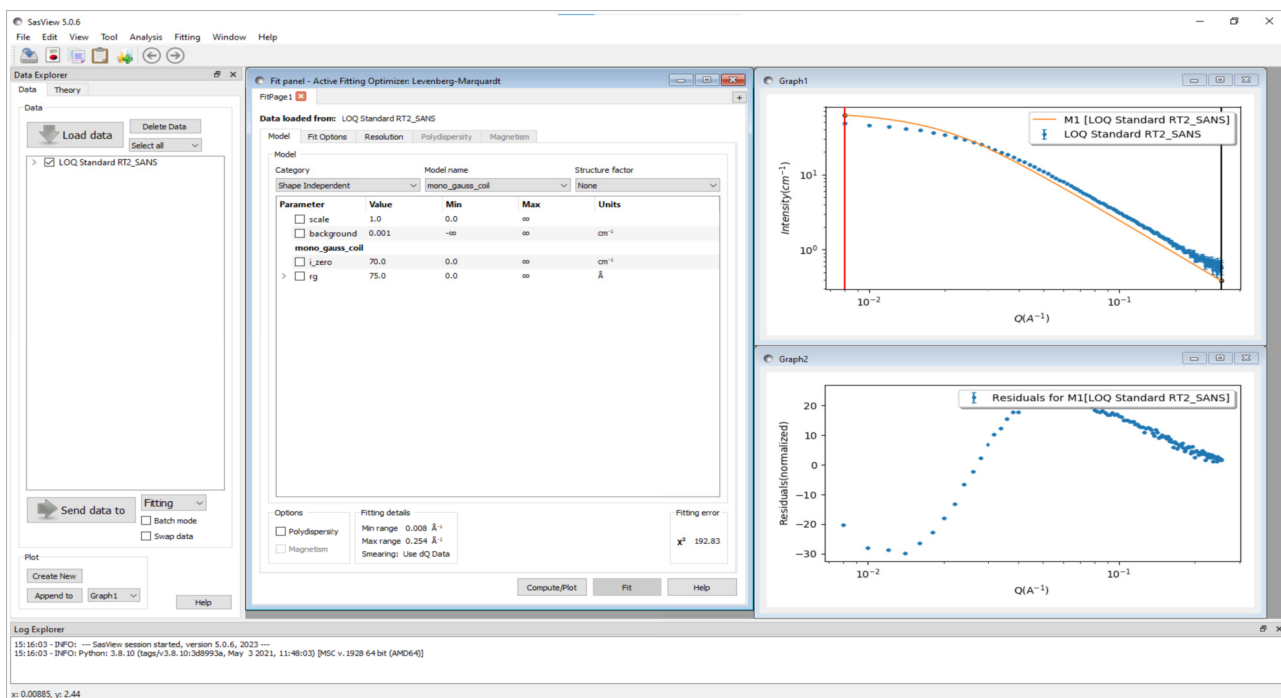 SasView 5.0.6
File Edit View Tool Analysis Fitting Window Help
Data Explorer
Data Theory
Data
Load data
Delete Data
Select all
LOQ Standard RT2_SANS
Send data to
Fitting
Batch mode
Swap data
Plot
Create New
Append to Graph1
Help
Fit panel - Active Fitting Optimizer: Levenberg-Marquardt
FitPage1
Data loaded from: LOQ Standard RT2_SANS
Model Fit Options Resolution Polydispersity Magnetism
Model
Category Model name Structure factor
Shape Independent mono_gauss_coil None
Parameter Value Min Max Units
scale 1.0 0.0 ∞
background 0.001 -∞ ∞ cm⁻¹
mono_gauss_coil
i_zero 70.0 0.0 ∞ cm⁻¹
rg 75.0 0.0 ∞ Å
Options
Polydispersity
Magnetism
Fitting details
Min range 0.008 Å⁻¹
Max range 0.254 Å⁻¹
Smearing: Use dQ Data
Fitting error
χ² 192.83
Compute/Plot Fit Help
Graph1
M1 [LOQ Standard RT2_SANS]
LOQ Standard RT2_SANS
Intensity(cm⁻¹)
10¹
10⁰
10⁻² 10⁻¹
Q(A⁻¹)
Graph2
Residuals for M1[LOQ Standard RT2_SANS]
Residuals(normalized)
20
10
0
−10
−20
−30
10⁻² 10⁻¹
Q(A⁻¹)
Log Explorer
15:16:03 - INFO: --- SasView session started, version 5.0.6, 2023 ---
15:16:03 - INFO: Python: 3.8.10 (tags/v3.8.10:3d8993a, May 3 2021, 11:48:03) [MSC v.1928 64 bit (AMD64)]
x: 0.00885, y: 2.44